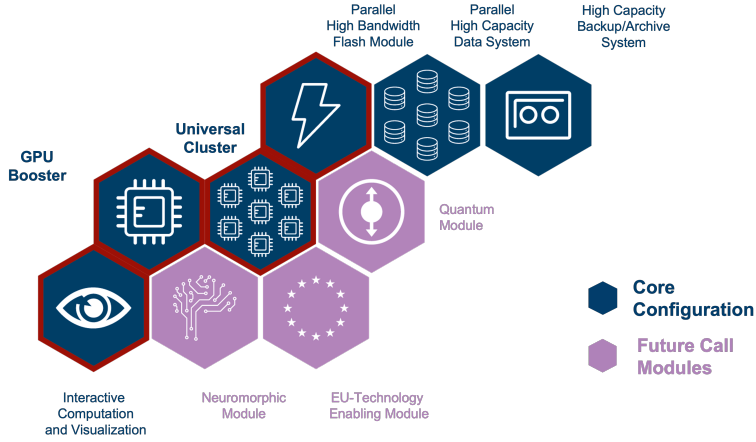 Parallel
High Bandwidth
Flash Module
Parallel
High Capacity
Data System
High Capacity
Backup/Archive
System
Universal
Cluster
GPU
Booster
Quantum
Module
Core
Configuration
Future Call
Modules
Interactive
Computation
and Visualization
Neuromorphic
Module
EU-Technology
Enabling Module